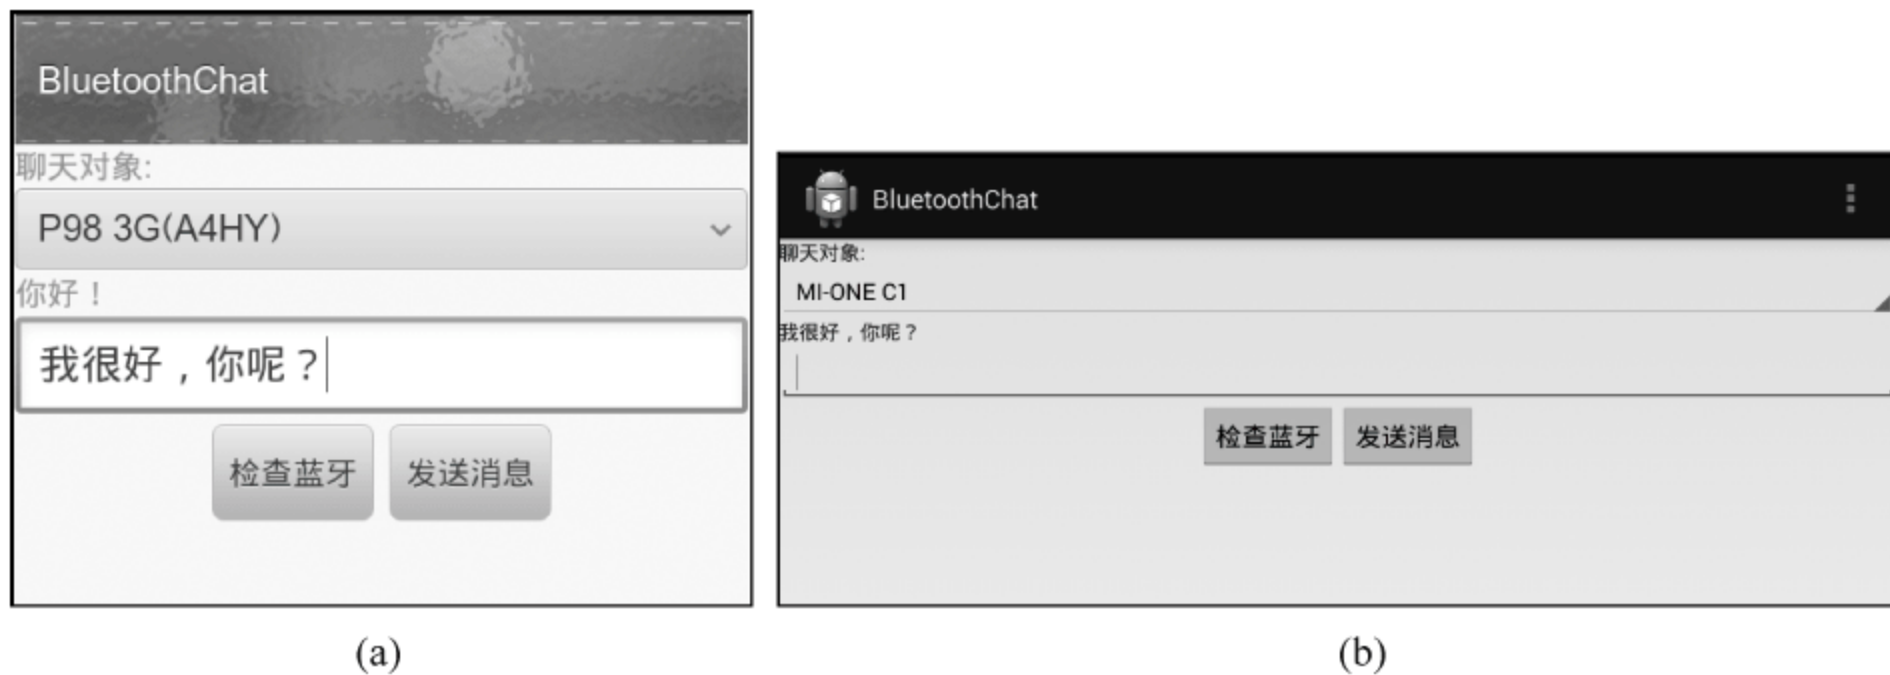 BluetoothChat
聊天对象:
P98 3G(A4HY)
你好！
我很好，你呢？
检查蓝牙 发送消息
(a)
BluetoothChat
聊天对象:
MI-ONE C1
我很好，你呢？
检查蓝牙 发送消息
(b)